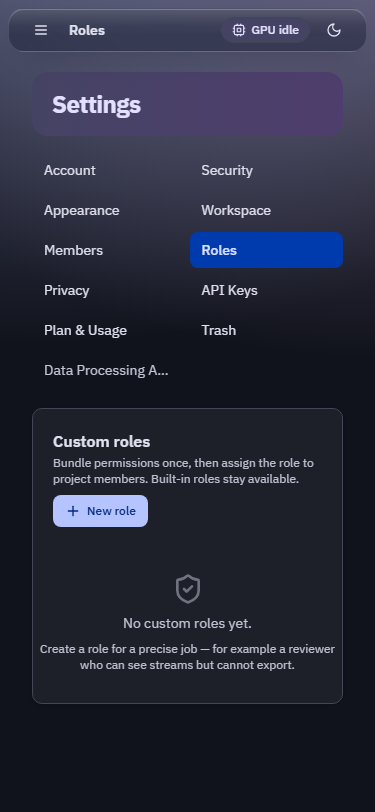 Roles
GPU idle
Settings
Account
Security
Appearance
Workspace
Members
Roles
Privacy
API Keys
Plan & Usage
Trash
Data Processing A...
Custom roles
Bundle permissions once, then assign the role to
project members. Built-in roles stay available.
New role
No custom roles yet.
Create a role for a precise job — for example a reviewer
who can see streams but cannot export.